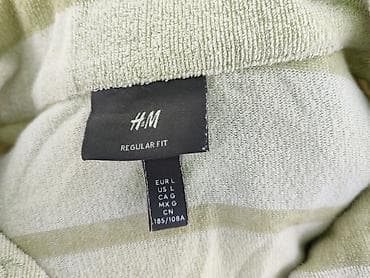 H&M
REGULAR FIT
EUR L
US L
CA G
MX G
CN
185/108A